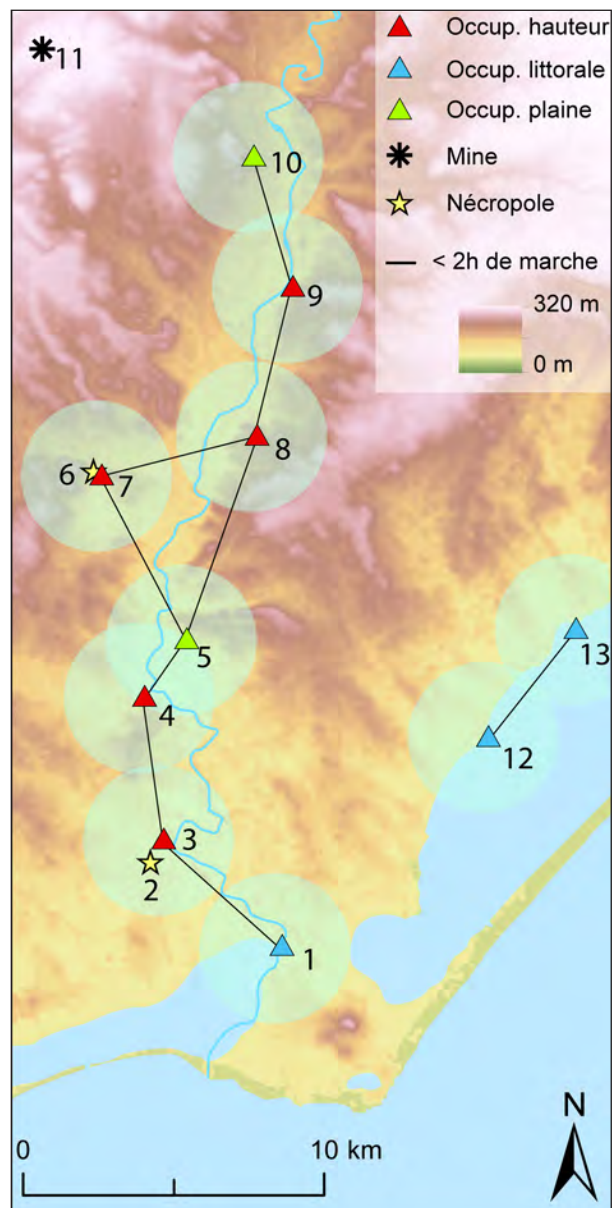 11
Occup. hauteur
Occup. littorale
Occup. plaine
Mine
Nécropole
< 2h de marche
320 m
0 m
10
9
8
6
7
5
13
4
12
3
2
1
N
0
10 km